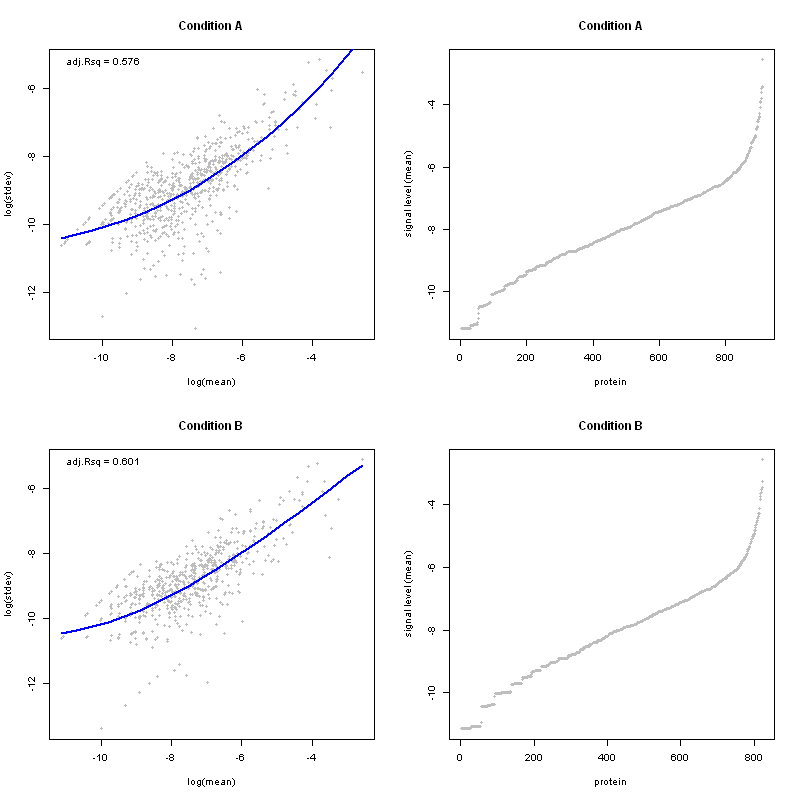 Condition A
adj.Rsq = 0.576
log(stdev)
-6
-8
-10
-12
-10
-8
-6
-4
log(mean)
Condition A
signal level (mean)
-4
-6
-8
-10
0
200
400
600
800
protein
Condition B
adj.Rsq = 0.601
log(stdev)
-6
-8
-10
-12
-10
-8
-6
-4
log(mean)
Condition B
signal level (mean)
-4
-6
-8
-10
0
200
400
600
800
protein